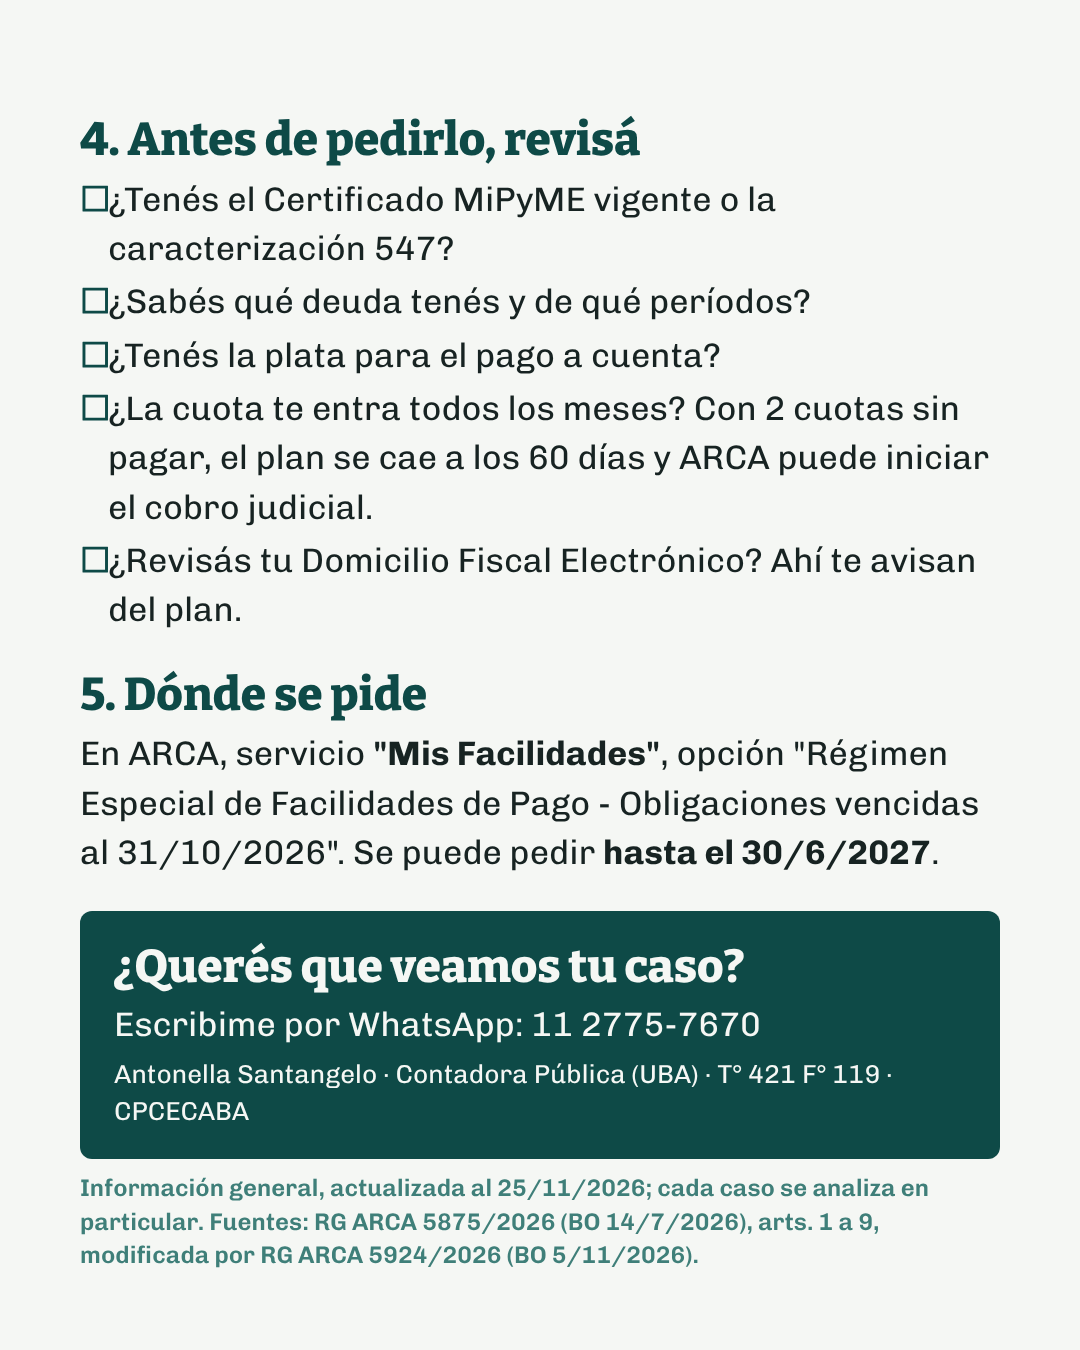 4. Antes de pedirlo, revisá
☐¿Tenés el Certificado MiPyME vigente o la
caracterización 547?
☐¿Sabés qué deuda tenés y de qué períodos?
☐¿Tenés la plata para el pago a cuenta?
☐¿La cuota te entra todos los meses? Con 2 cuotas sin
pagar, el plan se cae a los 60 días y ARCA puede iniciar
el cobro judicial.
☐¿Revisás tu Domicilio Fiscal Electrónico? Ahí te avisan
del plan.
5. Dónde se pide
En ARCA, servicio "Mis Facilidades", opción "Régimen
Especial de Facilidades de Pago - Obligaciones vencidas
al 31/10/2026". Se puede pedir hasta el 30/6/2027.
¿Querés que veamos tu caso?
Escribime por WhatsApp: 11 2775-7670
Antonella Santangelo · Contadora Pública (UBA) · T° 421 F° 119 ·
CPCECABA
Información general, actualizada al 25/11/2026; cada caso se analiza en
particular. Fuentes: RG ARCA 5875/2026 (BO 14/7/2026), arts. 1 a 9,
modificada por RG ARCA 5924/2026 (BO 5/11/2026).